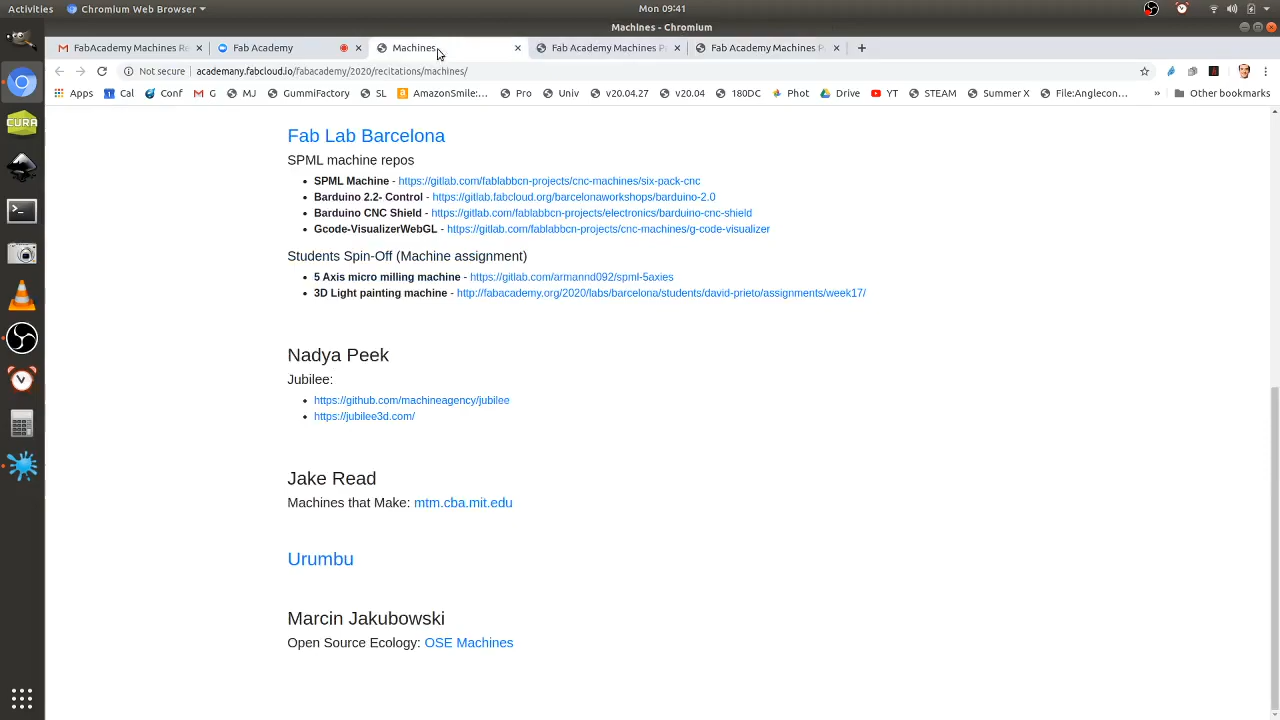 Activities Chromium Web Browser Mon 09:41
Machines - Chromium
FabAcademy Machines Re Fab Academy Machines Fab Academy Machines P Fab Academy Machines P
Not secure academany.fabcloud.io/fabacademy/2020/recitations/machines/
Apps Cal Conf G MJ GummiFactory SL AmazonSmile:... Pro Univ v20.04.27 v20.04 180DC Phot Drive YT STEAM Summer X File:Anglecon... » Other bookmarks
Fab Lab Barcelona
SPML machine repos
SPML Machine - https://gitlab.com/fablabbcn-projects/cnc-machines/six-pack-cnc
Barduino 2.2- Control - https://gitlab.fabcloud.org/barcelonaworkshops/barduino-2.0
Barduino CNC Shield - https://gitlab.com/fablabbcn-projects/electronics/barduino-cnc-shield
Gcode-VisualizerWebGL - https://gitlab.com/fablabbcn-projects/cnc-machines/g-code-visualizer
Students Spin-Off (Machine assignment)
5 Axis micro milling machine - https://gitlab.com/armannd092/spml-5axies
3D Light painting machine - http://fabacademy.org/2020/labs/barcelona/students/david-prieto/assignments/week17/
Nadya Peek
Jubilee:
https://github.com/machineagency/jubilee
https://jubilee3d.com/
Jake Read
Machines that Make: mtm.cba.mit.edu
Urumbu
Marcin Jakubowski
Open Source Ecology: OSE Machines
CURA